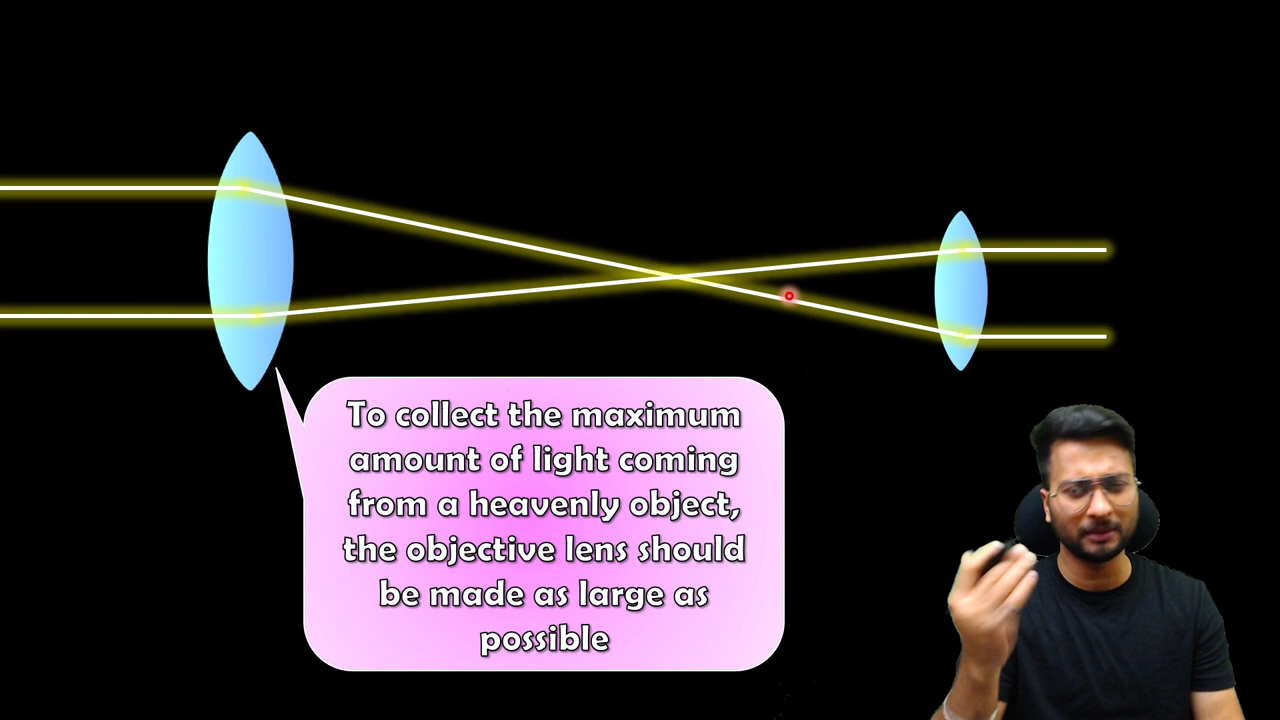 To collect the maximum
amount of light coming
from a heavenly object,
the objective lens should
be made as large as
possible